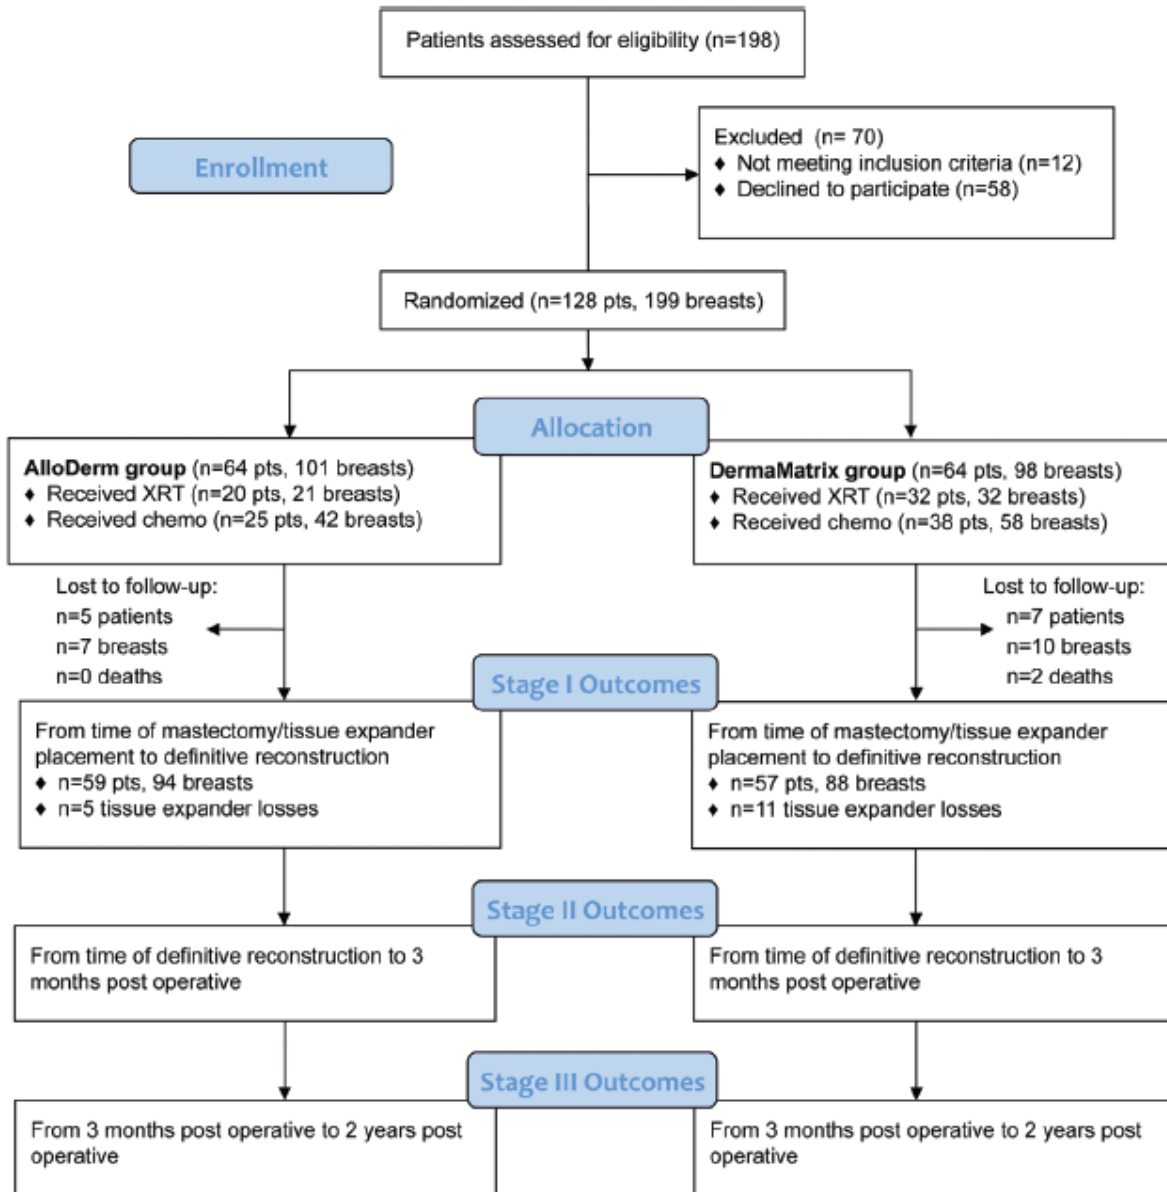 Patients assessed for eligibility (n=198)
Enrollment
Excluded (n= 70)
♦ Not meeting inclusion criteria (n=12)
♦ Declined to participate (n=58)
Randomized (n=128 pts, 199 breasts)
Allocation
AlloDerm group (n=64 pts, 101 breasts)
♦ Received XRT (n=20 pts, 21 breasts)
♦ Received chemo (n=25 pts, 42 breasts)
DermaMatrix group (n=64 pts, 98 breasts)
♦ Received XRT (n=32 pts, 32 breasts)
♦ Received chemo (n=38 pts, 58 breasts)
Lost to follow-up:
n=5 patients
n=7 breasts
n=0 deaths
Lost to follow-up:
n=7 patients
n=10 breasts
n=2 deaths
Stage I Outcomes
From time of mastectomy/tissue expander
placement to definitive reconstruction
♦ n=59 pts, 94 breasts
♦ n=5 tissue expander losses
From time of mastectomy/tissue expander
placement to definitive reconstruction
♦ n=57 pts, 88 breasts
♦ n=11 tissue expander losses
Stage II Outcomes
From time of definitive reconstruction to 3
months post operative
From time of definitive reconstruction to 3
months post operative
Stage III Outcomes
From 3 months post operative to 2 years post
operative
From 3 months post operative to 2 years post
operative